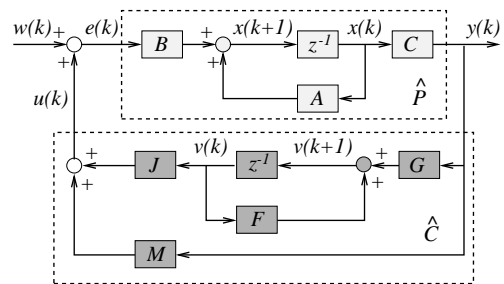 w(k) + e(k) B + x(k+1) z⁻¹ x(k) C y(k)
+ +
A P̂
u(k)
v(k) v(k+1)
+ J z⁻¹ + G
+ +
F Ĉ
M